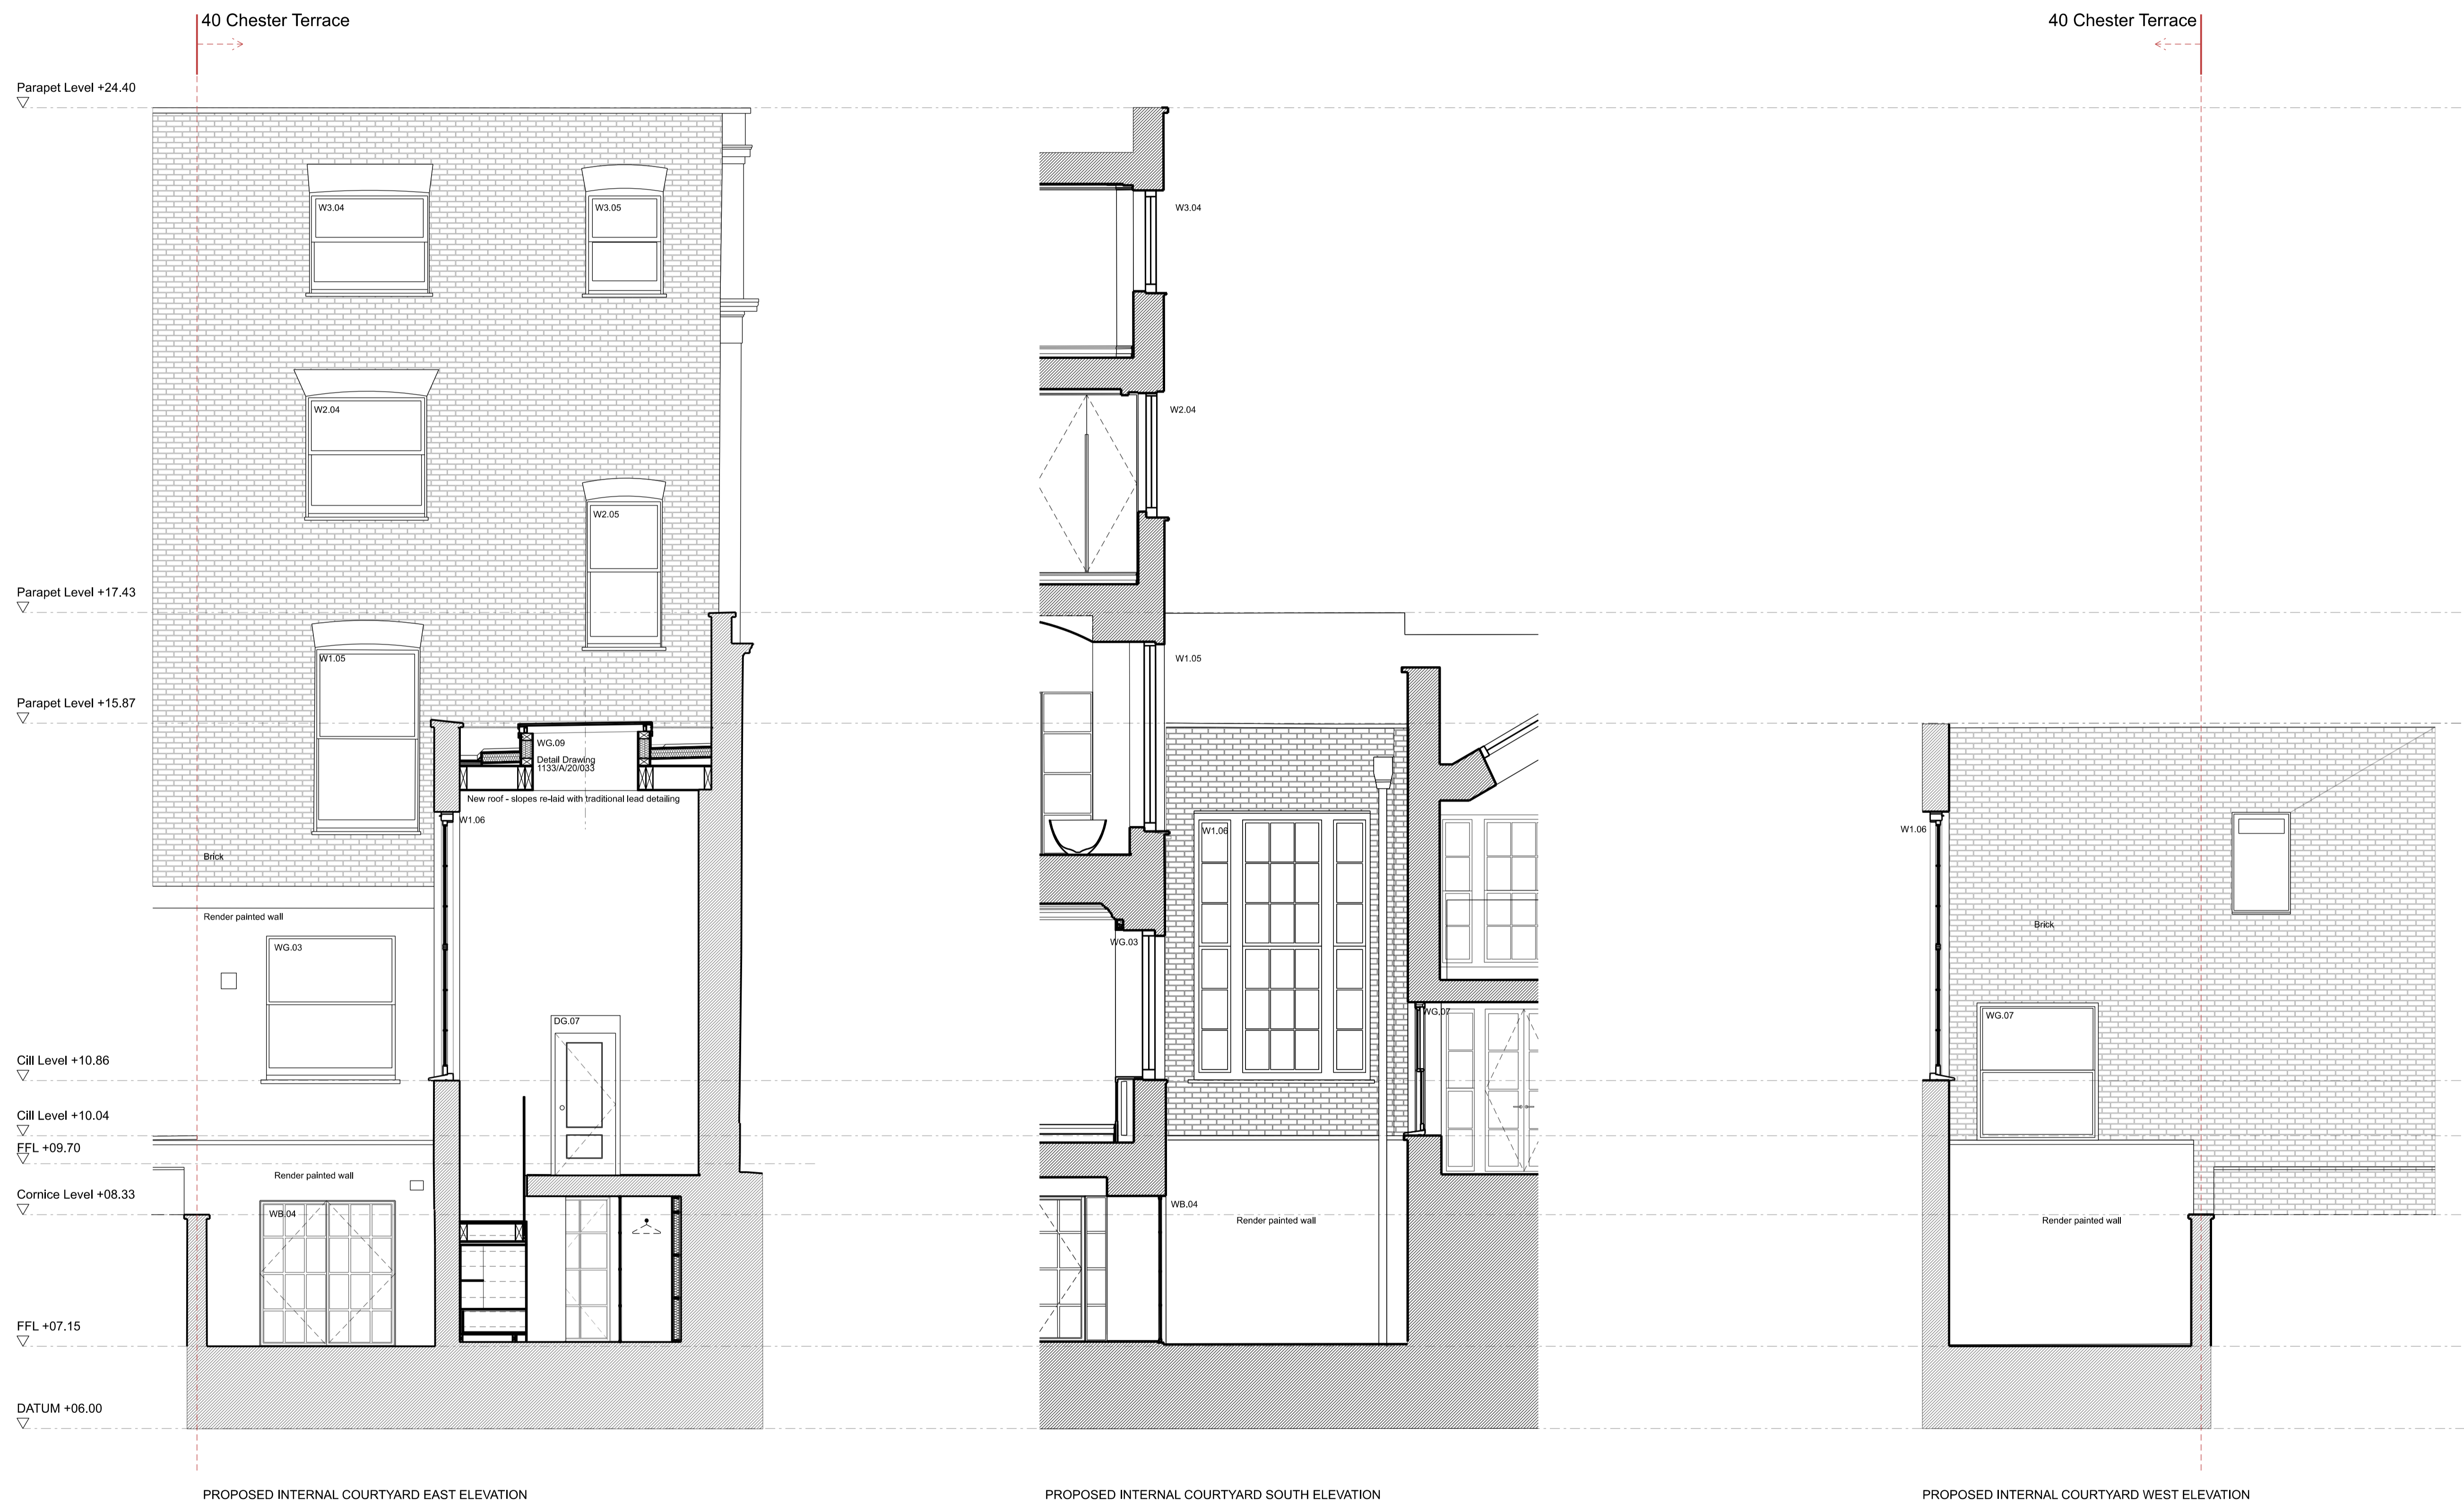 40 Chester Terrace
40 Chester Terrace
Parapet Level +24.40
W3.04
W3.05
W3.04
W2.04
W2.04
W2.05
Parapet Level +17.43
W1.05
W1.05
Parapet Level +15.87
WG.09
Detail Drawing
1133/A/20/033
New roof - slopes re-laid with traditional lead detailing
W1.06
W1.06
W1.06
Brick
Render painted wall
Brick
WG.03
WG.03
DG.07
WG.07
WG.07
Cill Level +10.86
Cill Level +10.04
FFL +09.70
Render painted wall
Cornice Level +08.33
WB.04
WB.04
Render painted wall
Render painted wall
FFL +07.15
DATUM +06.00
PROPOSED INTERNAL COURTYARD EAST ELEVATION
PROPOSED INTERNAL COURTYARD SOUTH ELEVATION
PROPOSED INTERNAL COURTYARD WEST ELEVATION